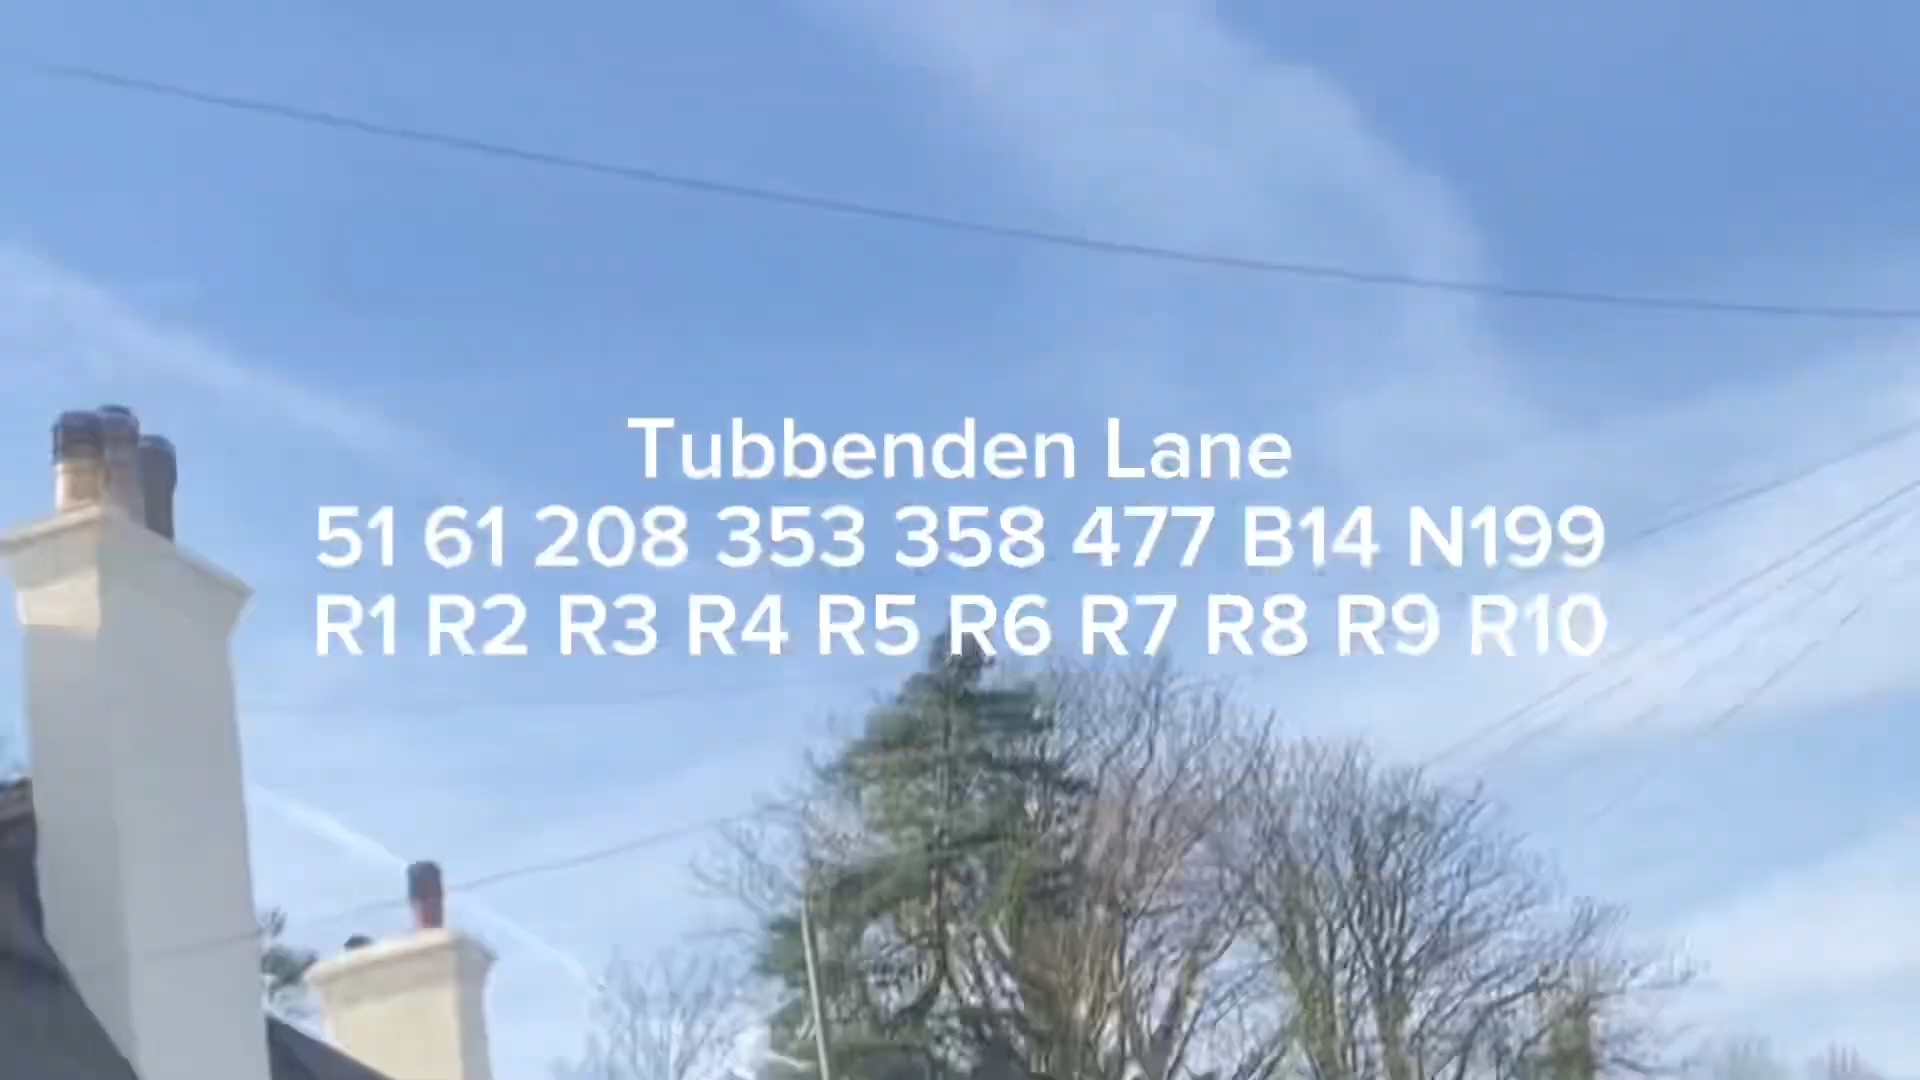 Tubbenden Lane
51 61 208 353 358 477 B14 N199
R1 R2 R3 R4 R5 R6 R7 R8 R9 R10